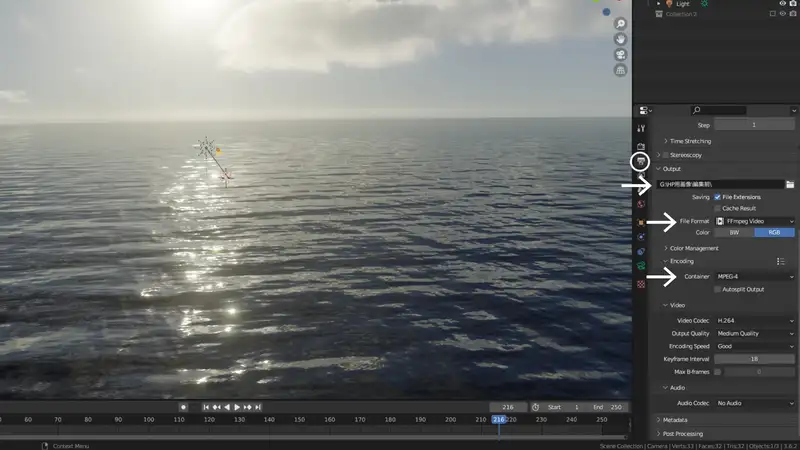 Light
Collection 3
Step 1
Time Stretching
Stereoscopy
Output
G:\HP用画像\編集前\
Saving File Extensions
Cache Result
File Format FFmpeg Video
Color BW RGB
Color Management
Encoding
Container MPEG-4
Autosplit Output
Video
Video Codec H.264
Output Quality Medium Quality
Encoding Speed Good
Keyframe Interval 18
Max B-frames 0
Audio
Audio Codec No Audio
Metadata
Post Processing
216 Start 1 End 250
60 70 80 90 100 110 120 130 140 150 160 170 180 190 200 210 216 220 230 240 250
Context Menu
Scene Collection | Camera | Verts:33 | Faces:32 | Tris:32 | Objects:1/3 | 3.6.2